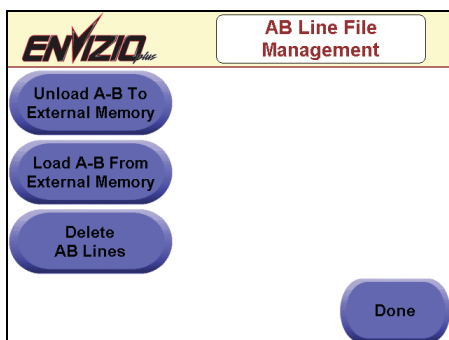 ENVIZIO plus
AB Line File
Management
Unload A-B To
External Memory
Load A-B From
External Memory
Delete
AB Lines
Done